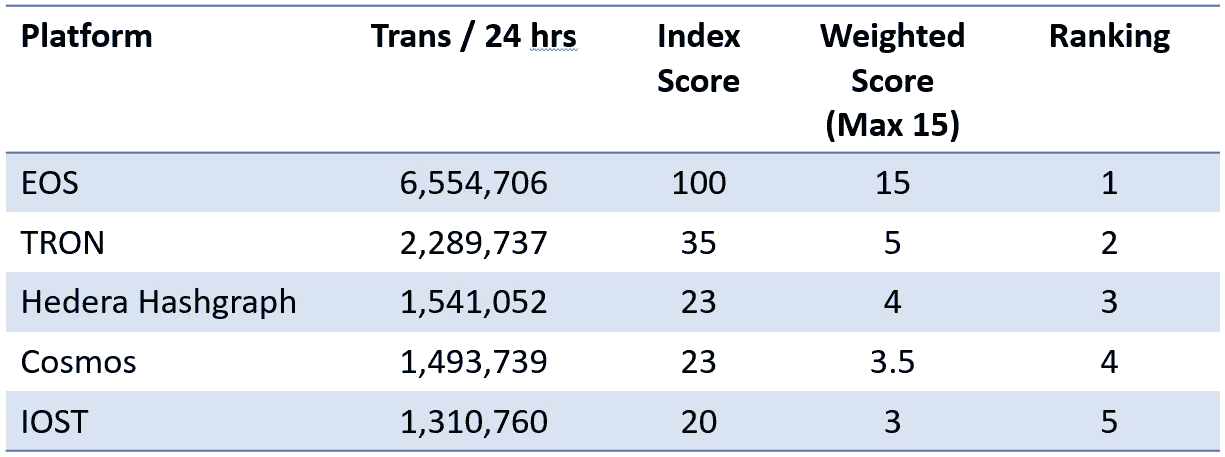 Platform Trans / 24 hrs Index Score Weighted Score (Max 15) Ranking
EOS 6,554,706 100 15 1
TRON 2,289,737 35 5 2
Hedera Hashgraph 1,541,052 23 4 3
Cosmos 1,493,739 23 3.5 4
IOST 1,310,760 20 3 5